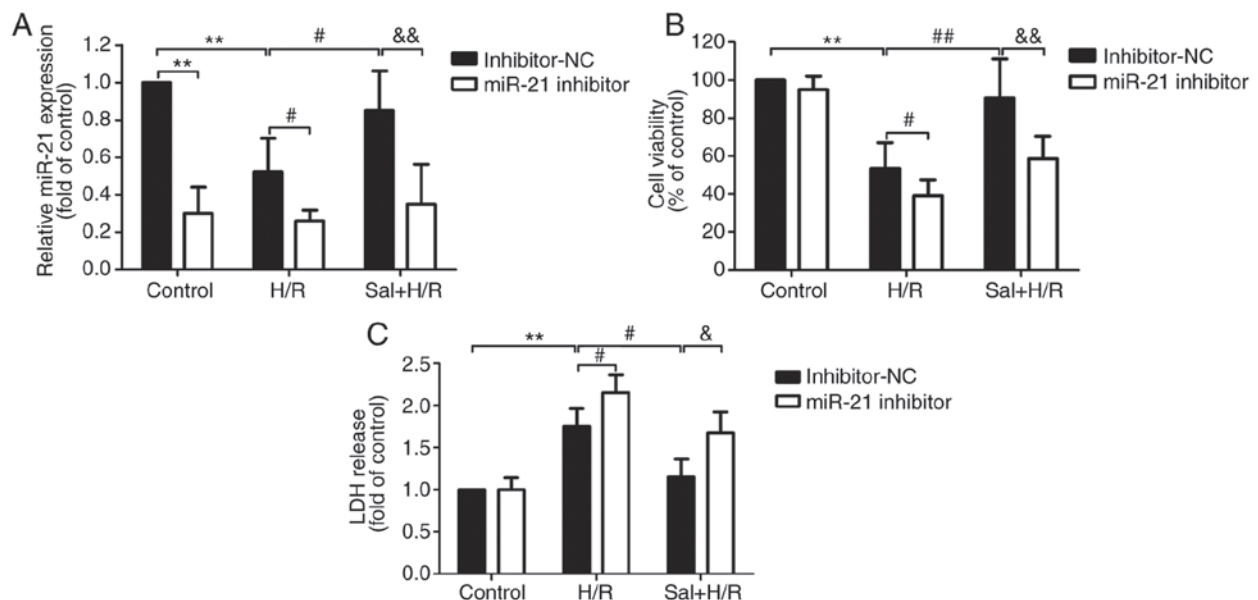 A
Relative miR-21 expression
(fold of control)
1.2
1.0
0.8
0.6
0.4
0.2
0.0
**
#
&&
**
#
Control
H/R
Sal+H/R
Inhibitor-NC
miR-21 inhibitor
B
Cell viability
(% of control)
120
100
80
60
40
20
0
**
##
&&
#
Control
H/R
Sal+H/R
Inhibitor-NC
miR-21 inhibitor
C
LDH release
(fold of control)
2.5
2.0
1.5
1.0
0.5
0.0
**
#
&
#
Control
H/R
Sal+H/R
Inhibitor-NC
miR-21 inhibitor